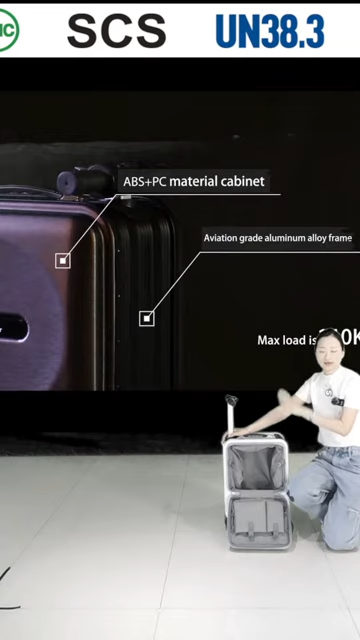 SCS
UN38.3
ABS+PC material cabinet
Aviation grade aluminum alloy frame
Max load is